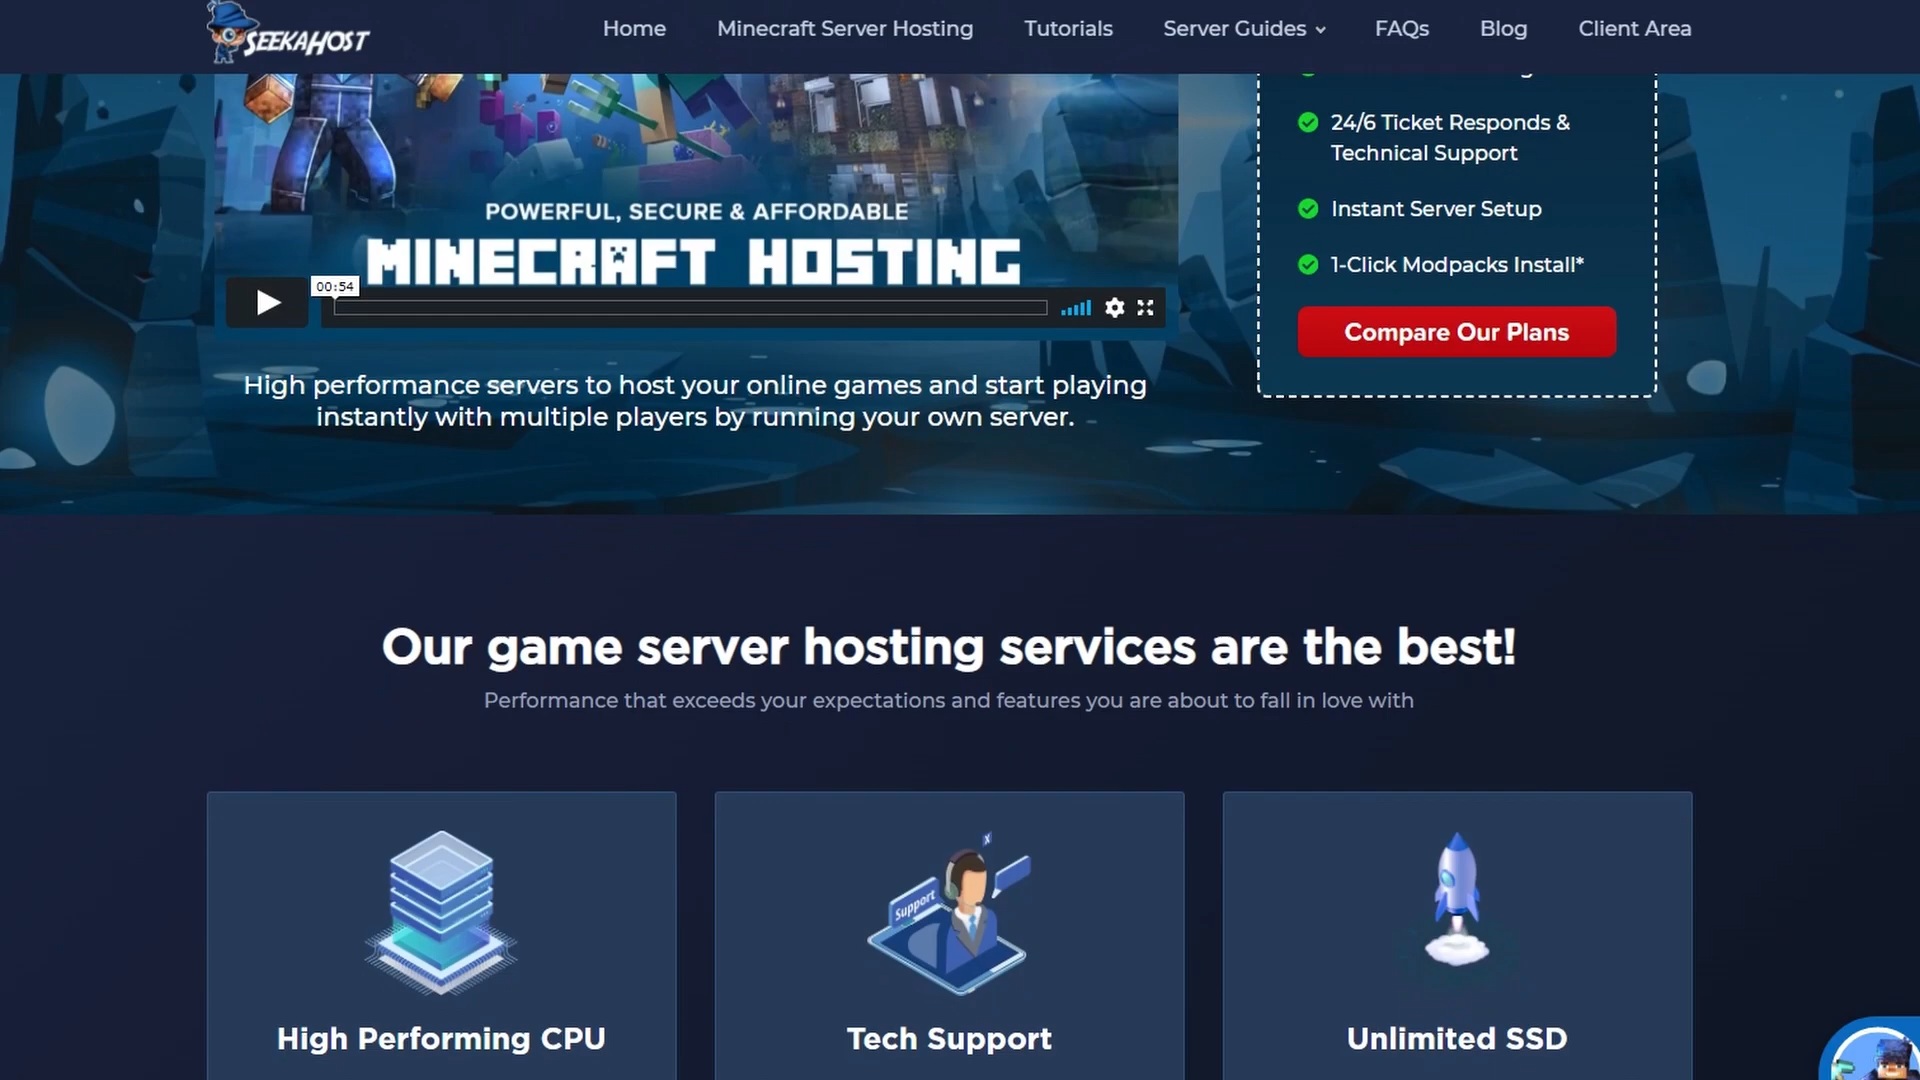 SEEKAHOST
Home
Minecraft Server Hosting
Tutorials
Server Guides
FAQs
Blog
Client Area
POWERFUL, SECURE & AFFORDABLE
MINECRAFT HOSTING
00:54
High performance servers to host your online games and start playing
instantly with multiple players by running your own server.
24/6 Ticket Responds &
Technical Support
Instant Server Setup
1-Click Modpacks Install*
Compare Our Plans
Our game server hosting services are the best!
Performance that exceeds your expectations and features you are about to fall in love with
Support
X
High Performing CPU
Tech Support
Unlimited SSD